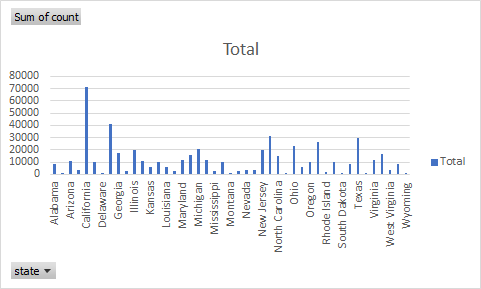 Sum of count
Total
80000
70000
60000
50000
40000
30000
20000
10000
0
Alabama
Arizona
California
Delaware
Georgia
Illinois
Kansas
Louisiana
Maryland
Michigan
Mississippi
Montana
Nevada
New Jersey
North Carolina
Ohio
Oregon
Rhode Island
South Dakota
Texas
Virginia
West Virginia
Wyoming
Total
state